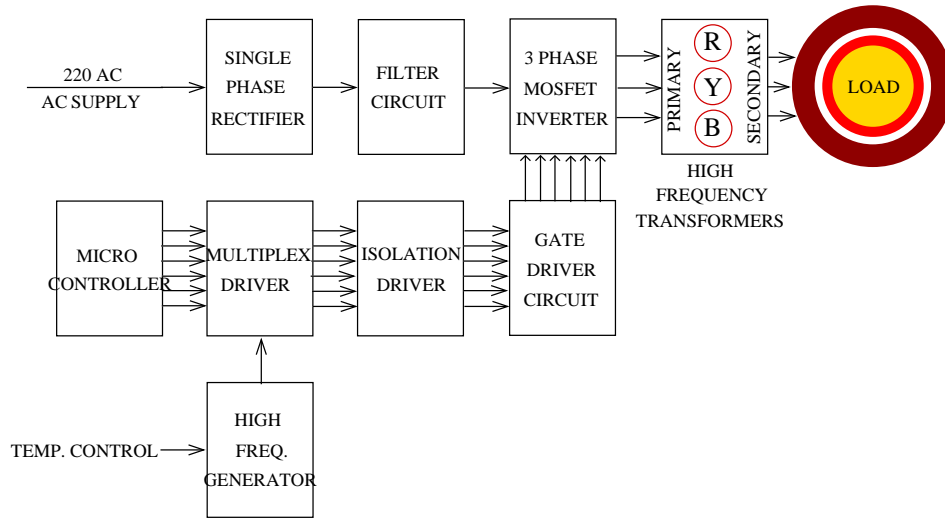 220 AC
AC SUPPLY
SINGLE
PHASE
RECTIFIER
FILTER
CIRCUIT
3 PHASE
MOSFET
INVERTER
PRIMARY
R
Y
B
SECONDARY
LOAD
HIGH
FREQUENCY
TRANSFORMERS
MICRO
CONTROLLER
MULTIPLEX
DRIVER
ISOLATION
DRIVER
GATE
DRIVER
CIRCUIT
TEMP. CONTROL
HIGH
FREQ.
GENERATOR